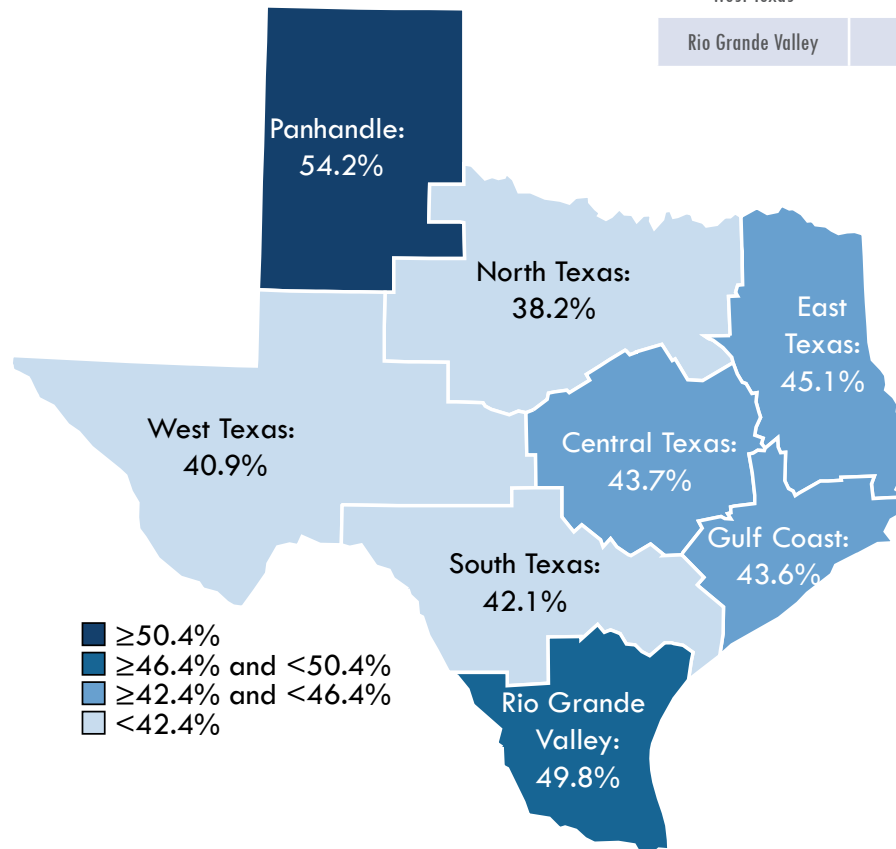 West Texas
Rio Grande Valley
Panhandle:
54.2%
North Texas:
38.2%
East
Texas:
45.1%
West Texas:
40.9%
Central Texas:
43.7%
Gulf Coast:
43.6%
South Texas:
42.1%
≥50.4%
≥46.4% and <50.4%
≥42.4% and <46.4%
<42.4%
Rio Grande
Valley:
49.8%